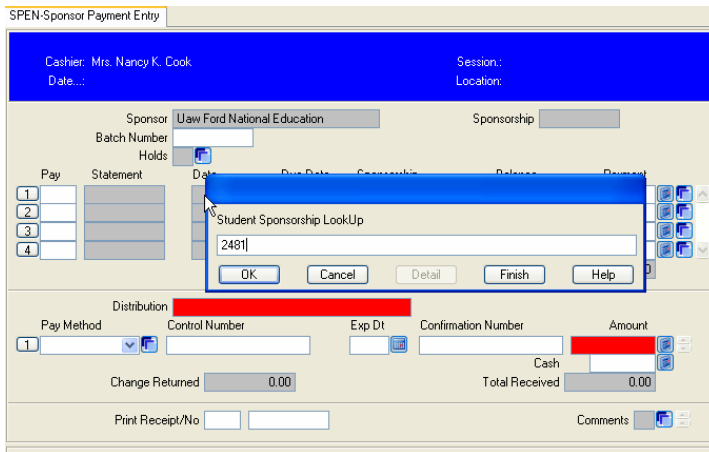 SPEN-Sponsor Payment Entry
Cashier: Mrs. Nancy K. Cook Session.:
Date...: Location:
Sponsor Uaw Ford National Education Sponsorship
Batch Number
Holds
Pay Statement Date Due Date Sponsorship Balance Payment
1
2
3
4
Student Sponsorship LookUp
2481
OK Cancel Detail Finish Help
Distribution
Pay Method Control Number Exp Dt Confirmation Number Amount
1
Cash
Change Returned 0.00 Total Received 0.00
Print Receipt/No Comments